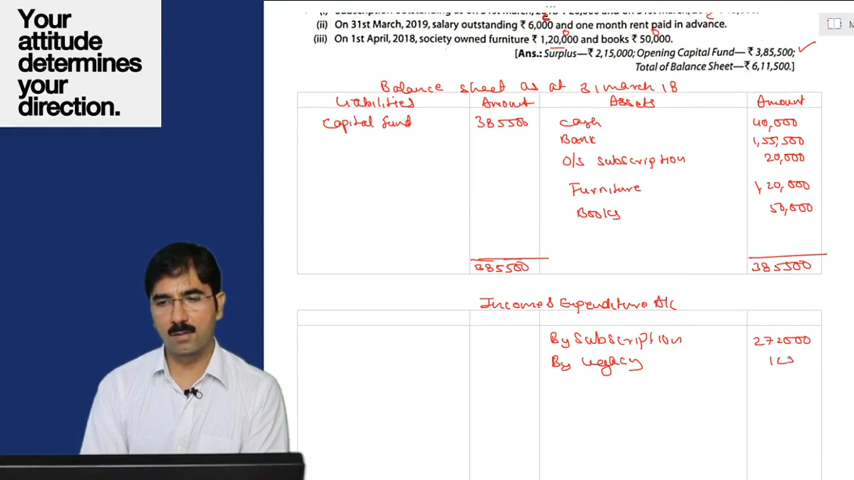 Your
attitude
determines
your
direction.
(ii) On 31st March, 2019, salary outstanding ₹ 6,000 and one month rent paid in advance.
(iii) On 1st April, 2018, society owned furniture ₹ 1,20,000 and books ₹ 50,000.
[Ans.: Surplus—₹ 2,15,000; Opening Capital Fund— ₹ 3,85,500;
Total of Balance Sheet—₹ 6,11,500.]
Balance sheet as at 31 march 18
Liabilities Amount Assets Amount
Capital fund 385500 Cash 40,000
Bank 1,55,500
O/s subscription 20,000
Furniture 1,20,000
Books 50,000
385500 385500
Income & Expenditure A/c
By Subscription 272000
By Legacy